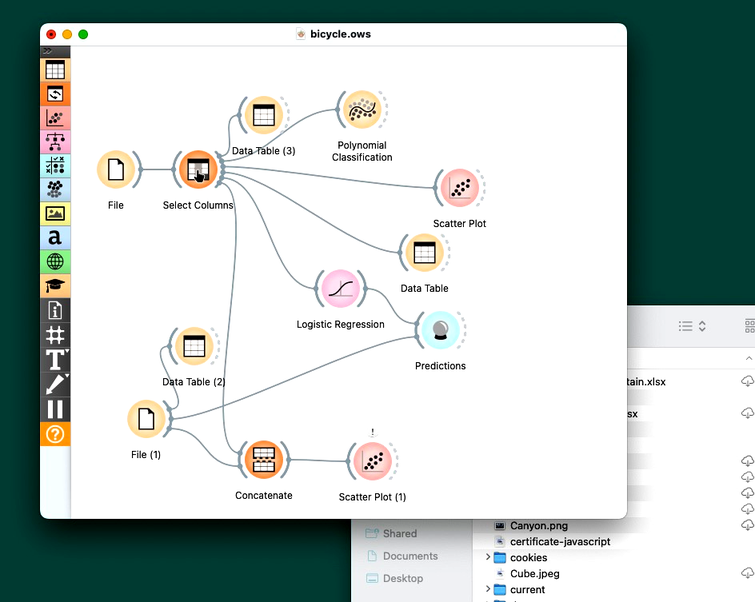 bicycle.ows
Data Table (3)
Polynomial
Classification
File
Select Columns
Scatter Plot
Data Table
Logistic Regression
Predictions
Data Table (2)
File (1)
!
Concatenate
Scatter Plot (1)
a
T
?
tain.xlsx
sx
Shared
Documents
Desktop
Canyon.png
certificate-javascript
cookies
Cube.jpeg
current